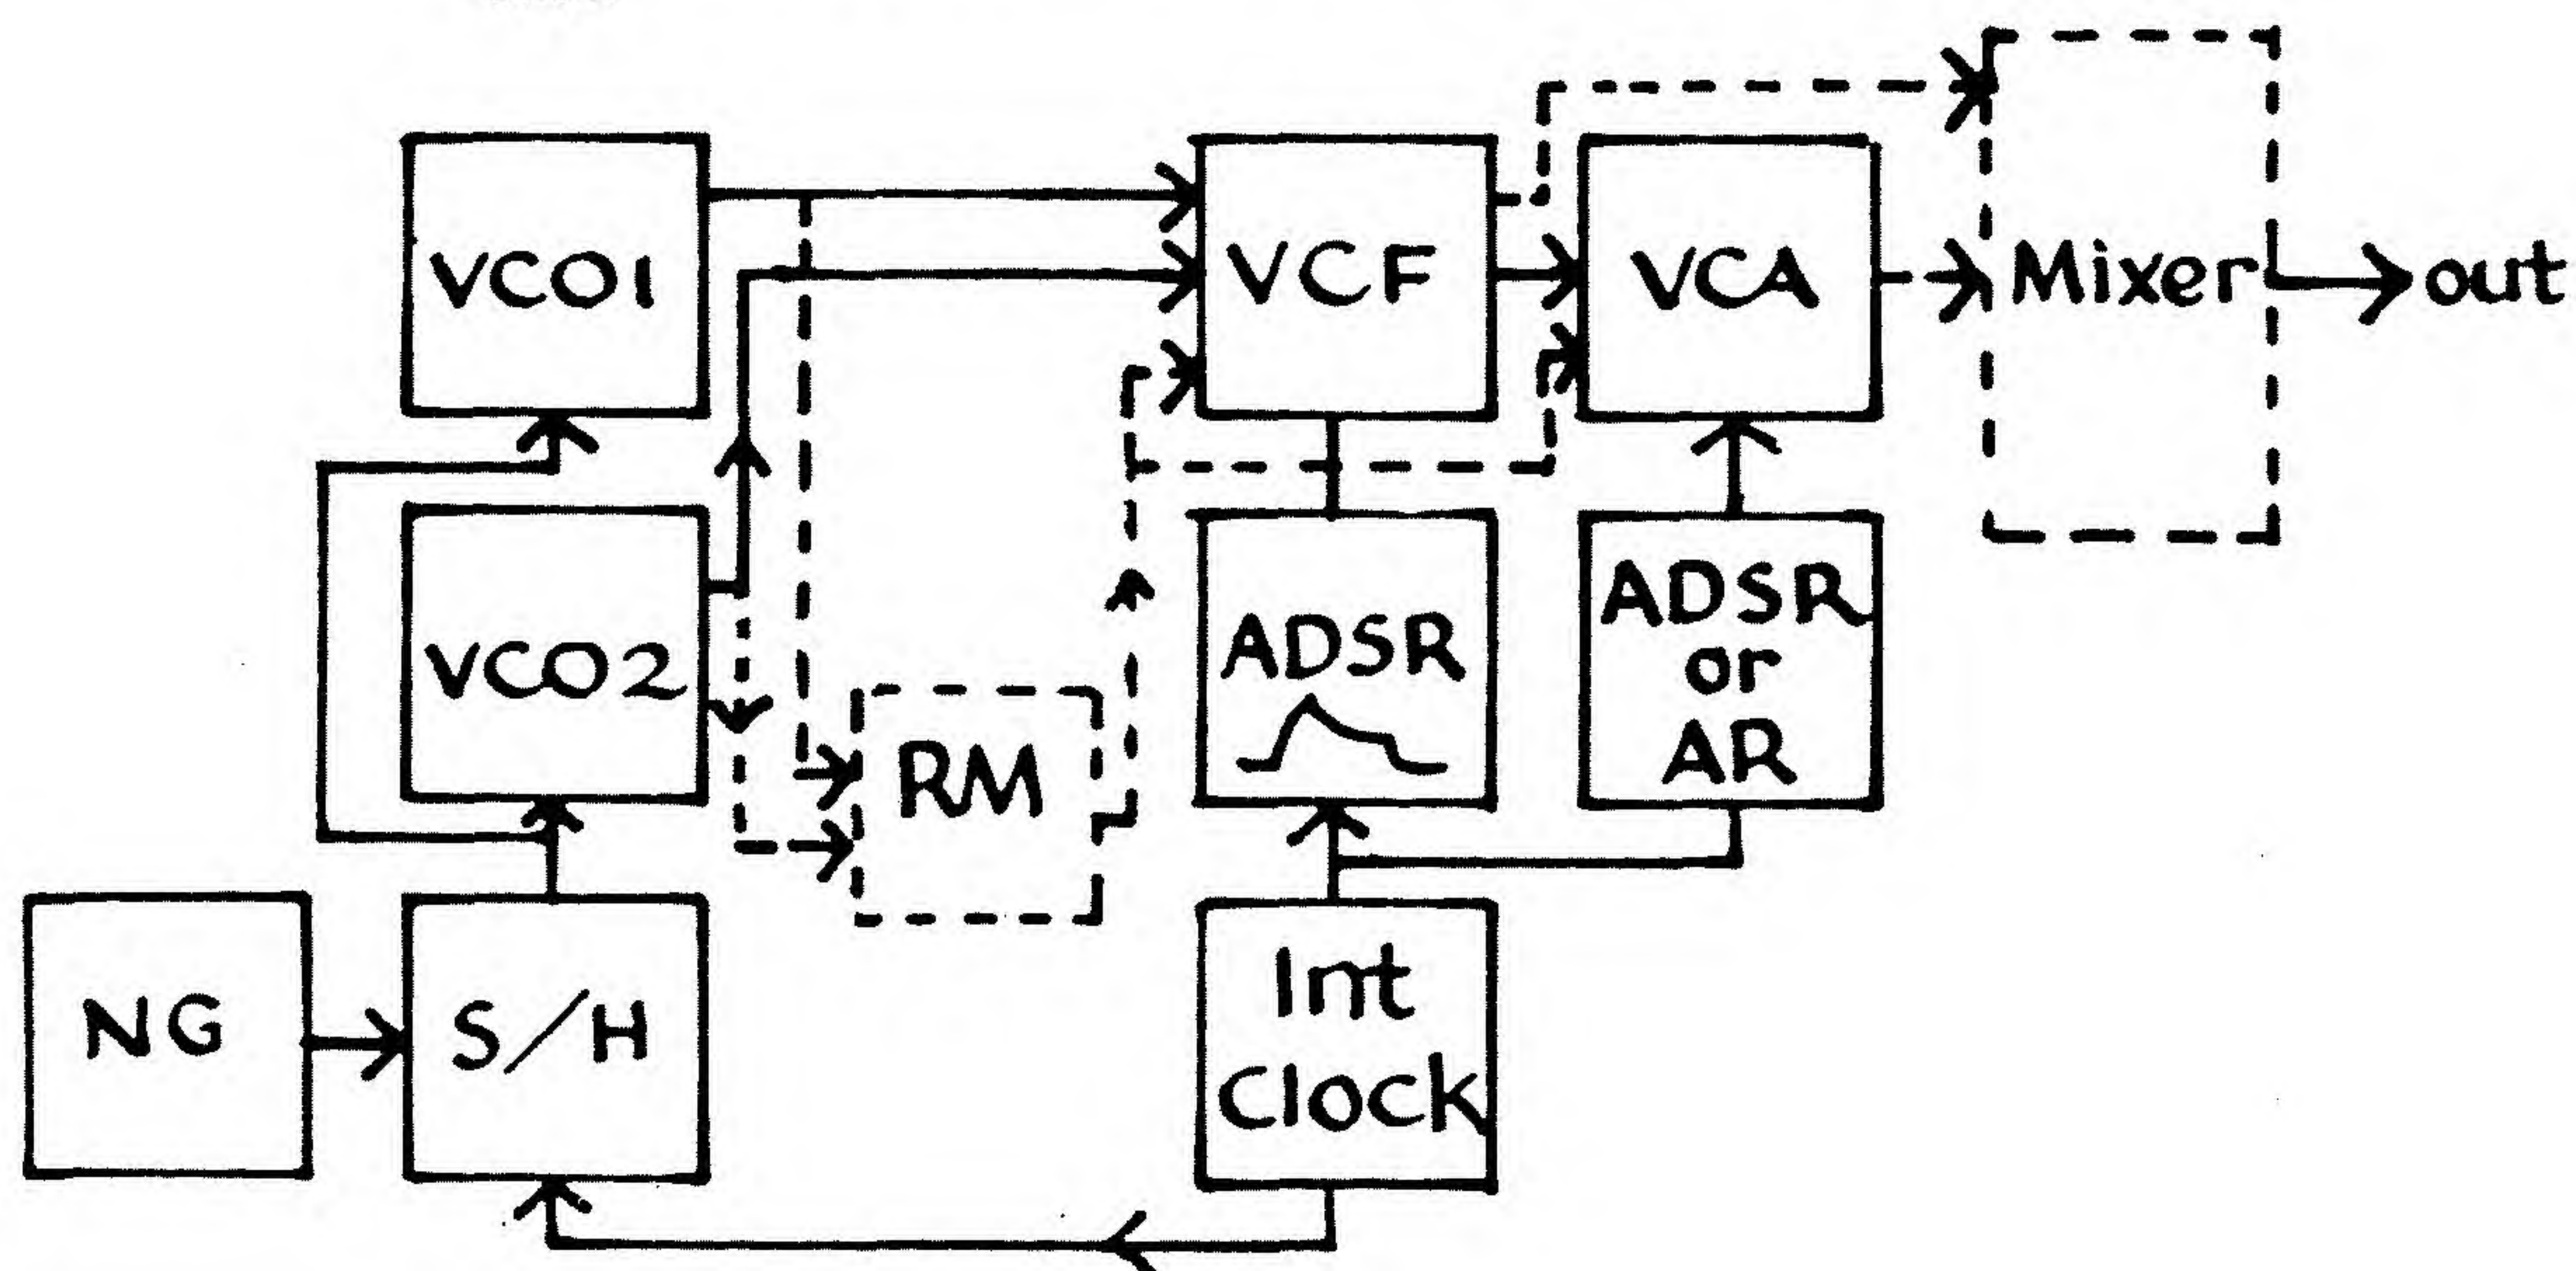 VCO1
VCF
VCA
Mixer
out
VCO2
RM
ADSR
ADSR
or
AR
NG
S/H
Int
Clock